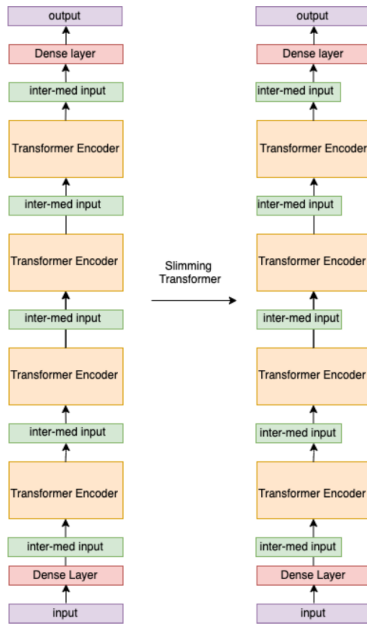 output
Dense layer
inter-med input
Transformer Encoder
inter-med input
Transformer Encoder
inter-med input
Transformer Encoder
inter-med input
Transformer Encoder
inter-med input
Dense Layer
input
Slimming
Transformer
output
Dense layer
inter-med input
Transformer Encoder
inter-med input
Transformer Encoder
inter-med input
Transformer Encoder
inter-med input
Transformer Encoder
inter-med input
Dense Layer
input